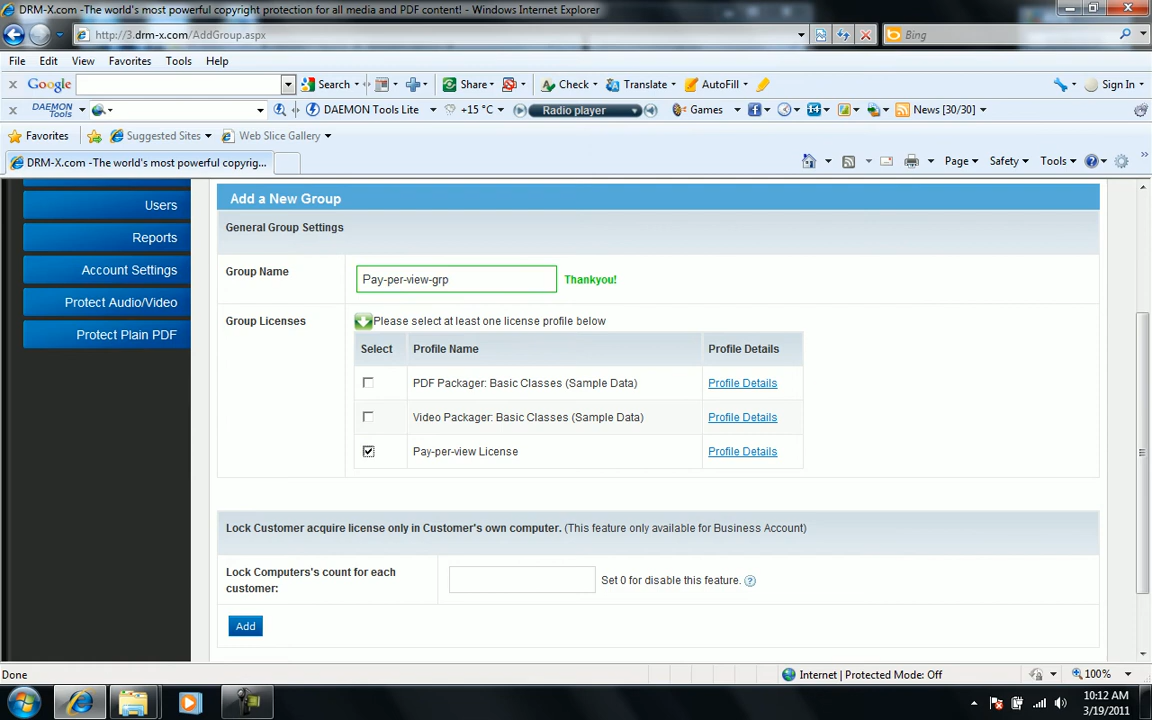 DRM-X.com -The world's most powerful copyright protection for all media and PDF content! - Windows Internet Explorer
http://3.drm-x.com/AddGroup.aspx
Bing
File Edit View Favorites Tools Help
Google Search Share Check Translate AutoFill Sign In
DAEMON Tools DAEMON Tools Lite +15 °C Radio player Games News [30/30]
Favorites Suggested Sites Web Slice Gallery
DRM-X.com -The world's most powerful copyrig...
Page Safety Tools
Users
Reports
Account Settings
Protect Audio/Video
Protect Plain PDF
Add a New Group
General Group Settings
Group Name
Pay-per-view-grp
Thankyou!
Group Licenses
Please select at least one license profile below
Select Profile Name Profile Details
PDF Packager: Basic Classes (Sample Data) Profile Details
Video Packager: Basic Classes (Sample Data) Profile Details
Pay-per-view License Profile Details
Lock Customer acquire license only in Customer's own computer. (This feature only available for Business Account)
Lock Computers's count for each
customer:
Set 0 for disable this feature.
Add
Done
Internet | Protected Mode: Off
100%
10:12 AM
3/19/2011